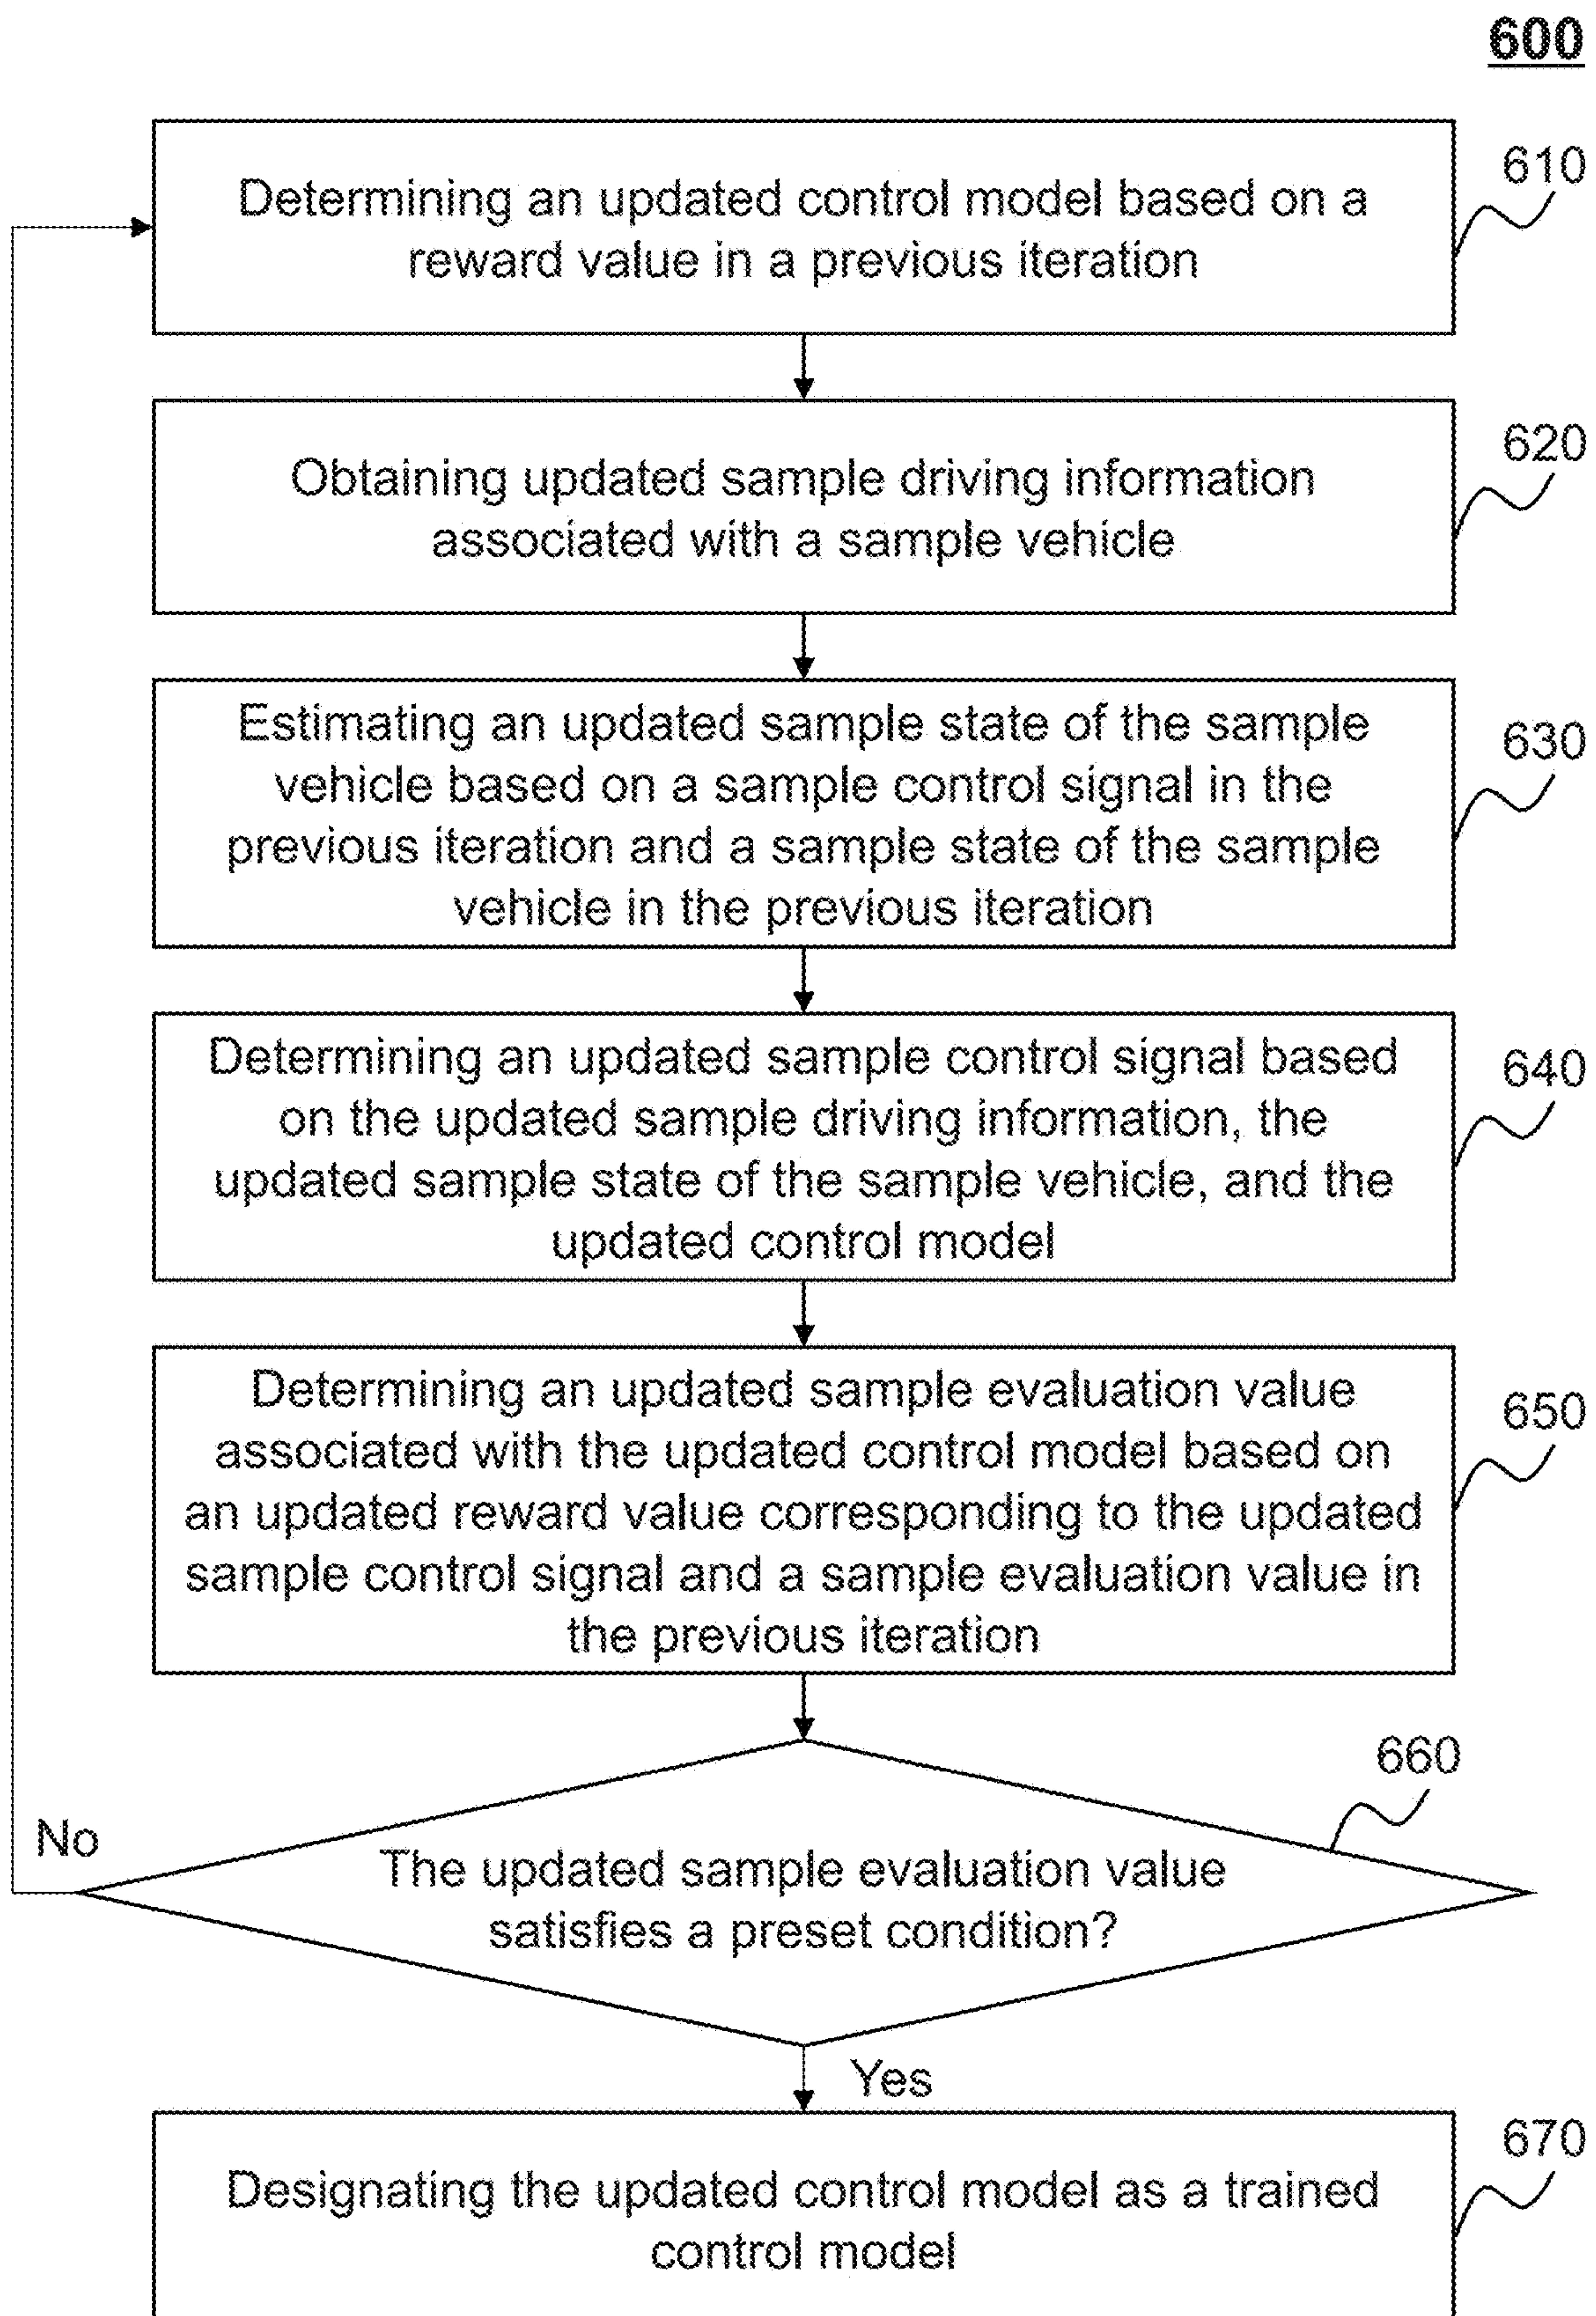 600
Determining an updated control model based on a
reward value in a previous iteration
610
Obtaining updated sample driving information
associated with a sample vehicle
620
Estimating an updated sample state of the sample
vehicle based on a sample control signal in the
previous iteration and a sample state of the sample
vehicle in the previous iteration
630
Determining an updated sample control signal based
on the updated sample driving information, the
updated sample state of the sample vehicle, and the
updated control model
640
Determining an updated sample evaluation value
associated with the updated control model based on
an updated reward value corresponding to the updated
sample control signal and a sample evaluation value in
the previous iteration
650
660
No
The updated sample evaluation value
satisfies a preset condition?
Yes
Designating the updated control model as a trained
control model
670